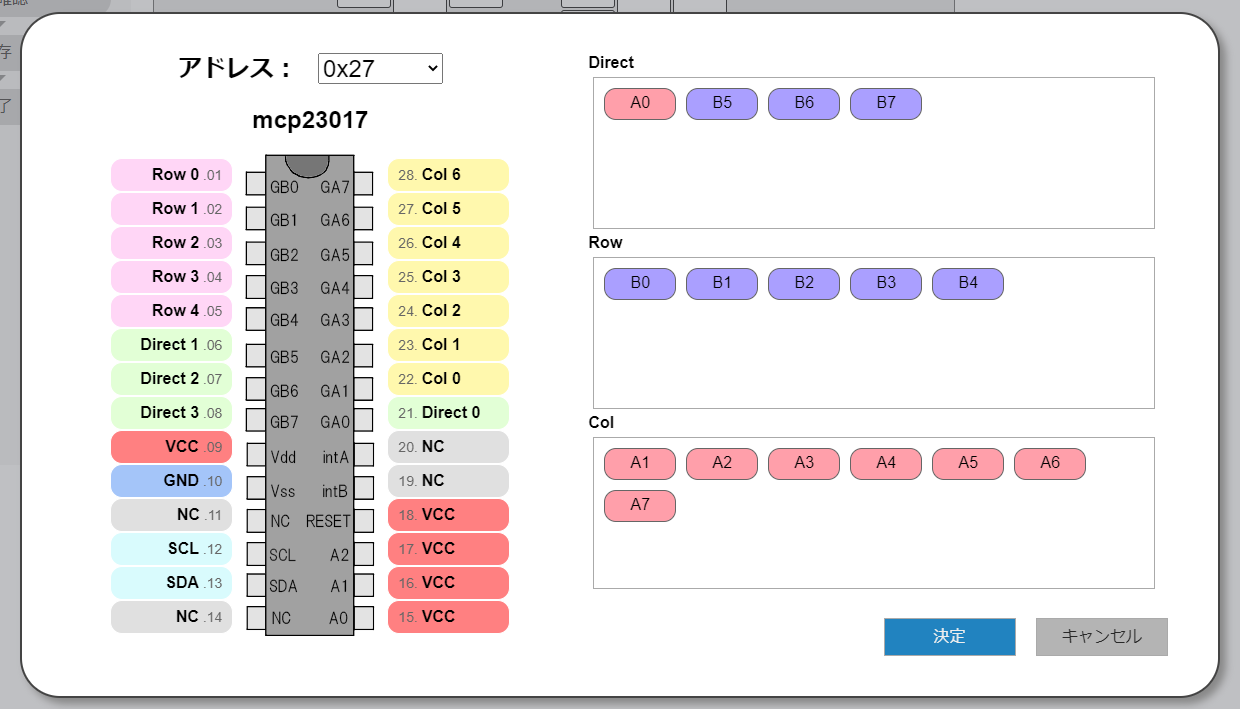 確認
存
了
アドレス： 0x27
mcp23017
Row 0 .01 GB0 GA7 28. Col 6
Row 1 .02 GB1 GA6 27. Col 5
Row 2 .03 GB2 GA5 26. Col 4
Row 3 .04 GB3 GA4 25. Col 3
Row 4 .05 GB4 GA3 24. Col 2
Direct 1 .06 GB5 GA2 23. Col 1
Direct 2 .07 GB6 GA1 22. Col 0
Direct 3 .08 GB7 GA0 21. Direct 0
VCC .09 Vdd intA 20. NC
GND .10 Vss intB 19. NC
NC .11 NC RESET 18. VCC
SCL .12 SCL A2 17. VCC
SDA .13 SDA A1 16. VCC
NC .14 NC A0 15. VCC
Direct
A0 B5 B6 B7
Row
B0 B1 B2 B3 B4
Col
A1 A2 A3 A4 A5 A6
A7
決定 キャンセル